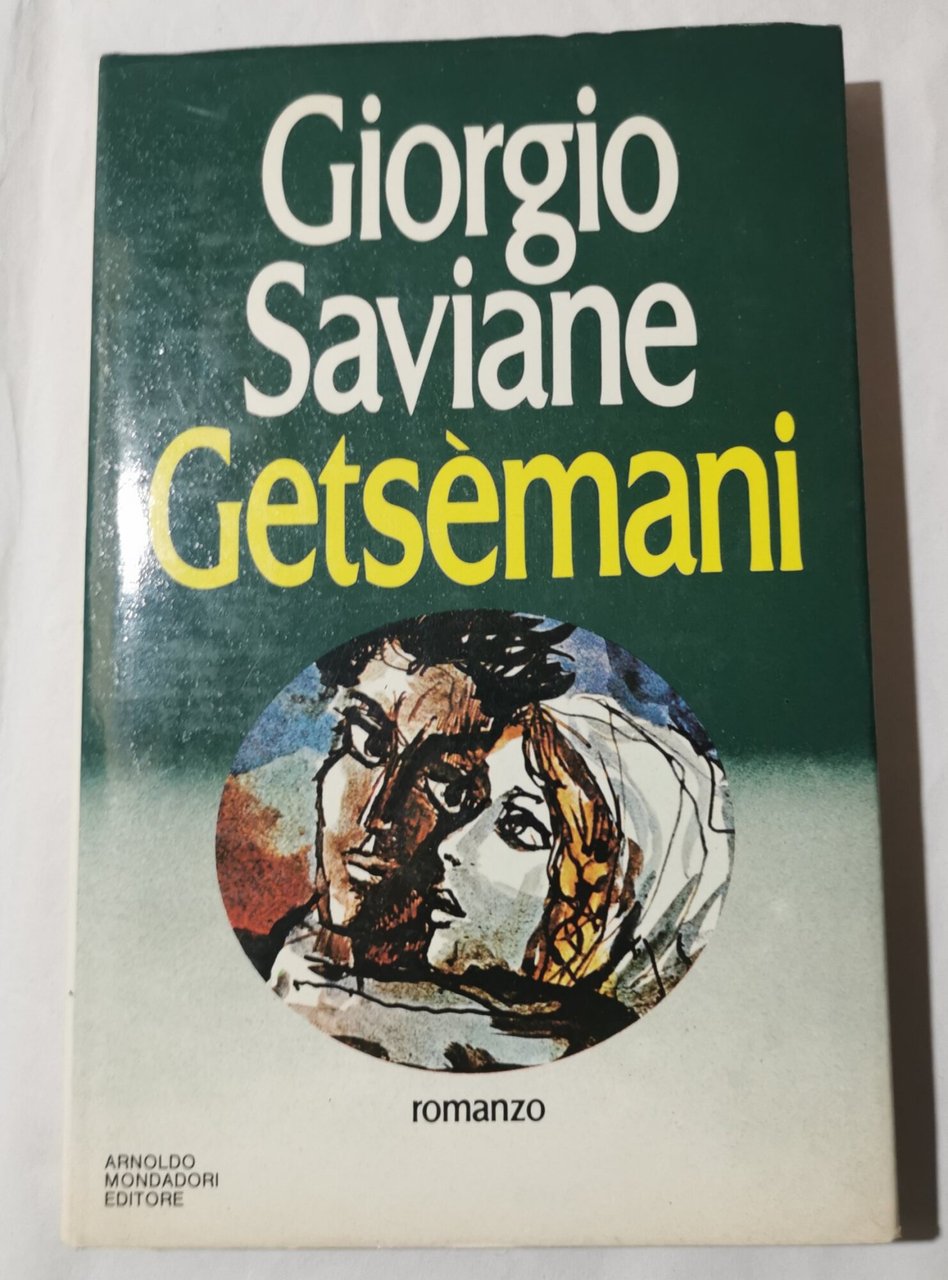 Giorgio
Saviane
Getsèmani
romanzo
ARNOLDO
MONDADORI
EDITORE